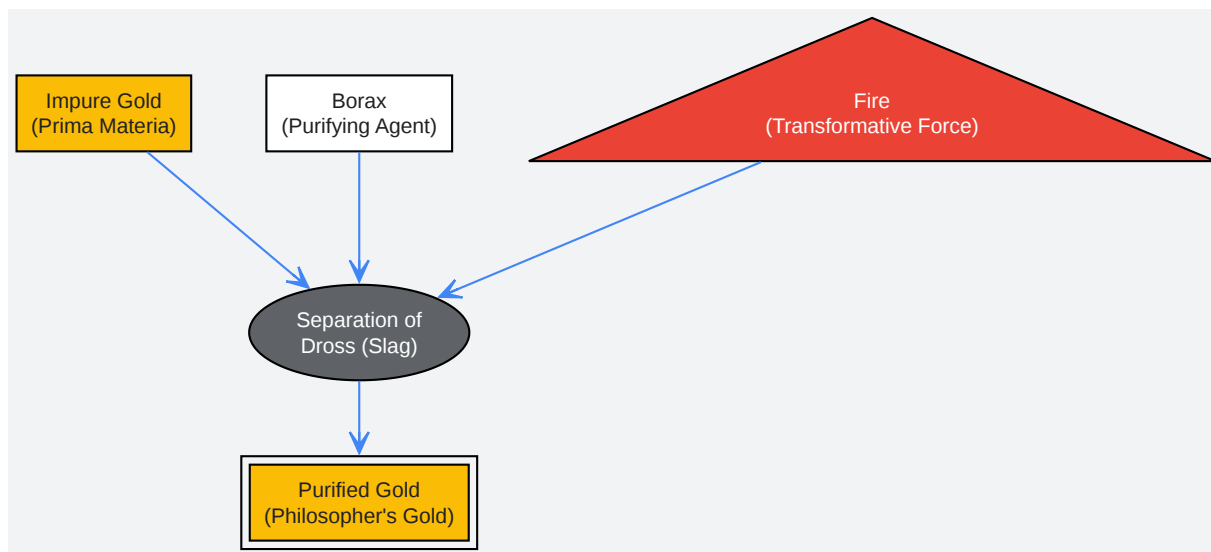 Impure Gold
(Prima Materia)
Borax
(Purifying Agent)
Fire
(Transformative Force)
Separation of
Dross (Slag)
Purified Gold
(Philosopher's Gold)